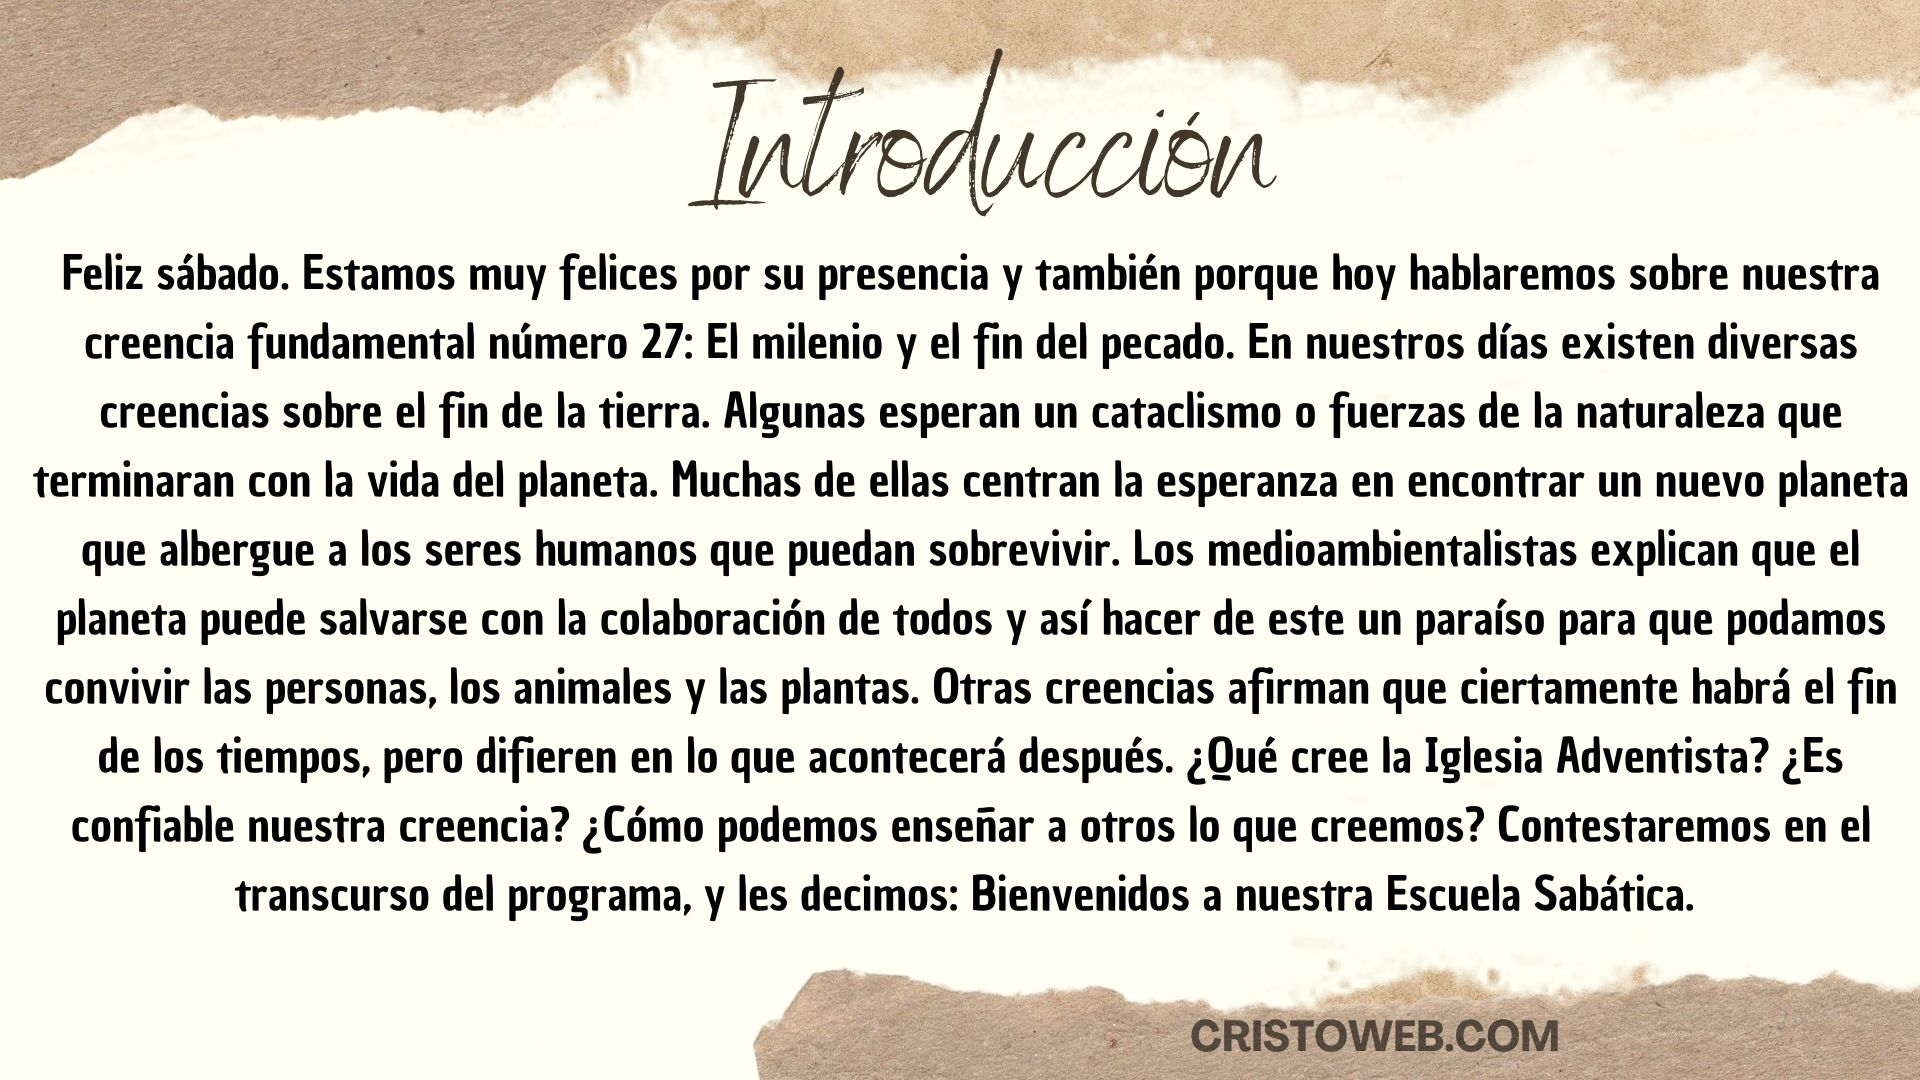 Introducción
Feliz sábado. Estamos muy felices por su presencia y también porque hoy hablaremos sobre nuestra
creencia fundamental número 27: El milenio y el fin del pecado. En nuestros días existen diversas
creencias sobre el fin de la tierra. Algunas esperan un cataclismo o fuerzas de la naturaleza que
terminaran con la vida del planeta. Muchas de ellas centran la esperanza en encontrar un nuevo planeta
que albergue a los seres humanos que puedan sobrevivir. Los medioambientalistas explican que el
planeta puede salvarse con la colaboración de todos y así hacer de este un paraíso para que podamos
convivir las personas, los animales y las plantas. Otras creencias afirman que ciertamente habrá el fin
de los tiempos, pero difieren en lo que acontecerá después. ¿Qué cree la Iglesia Adventista? ¿Es
confiable nuestra creencia? ¿Cómo podemos enseñar a otros lo que creemos? Contestaremos en el
transcurso del programa, y les decimos: Bienvenidos a nuestra Escuela Sabática.
CRISTOWEB.COM